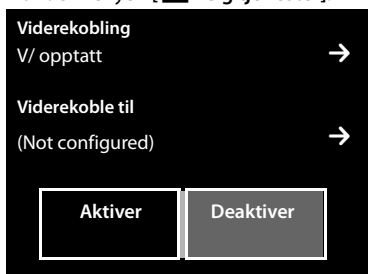 Viderekobling
V/ opptatt
Viderekoble til
(Not configured)
Aktiver Deaktiver